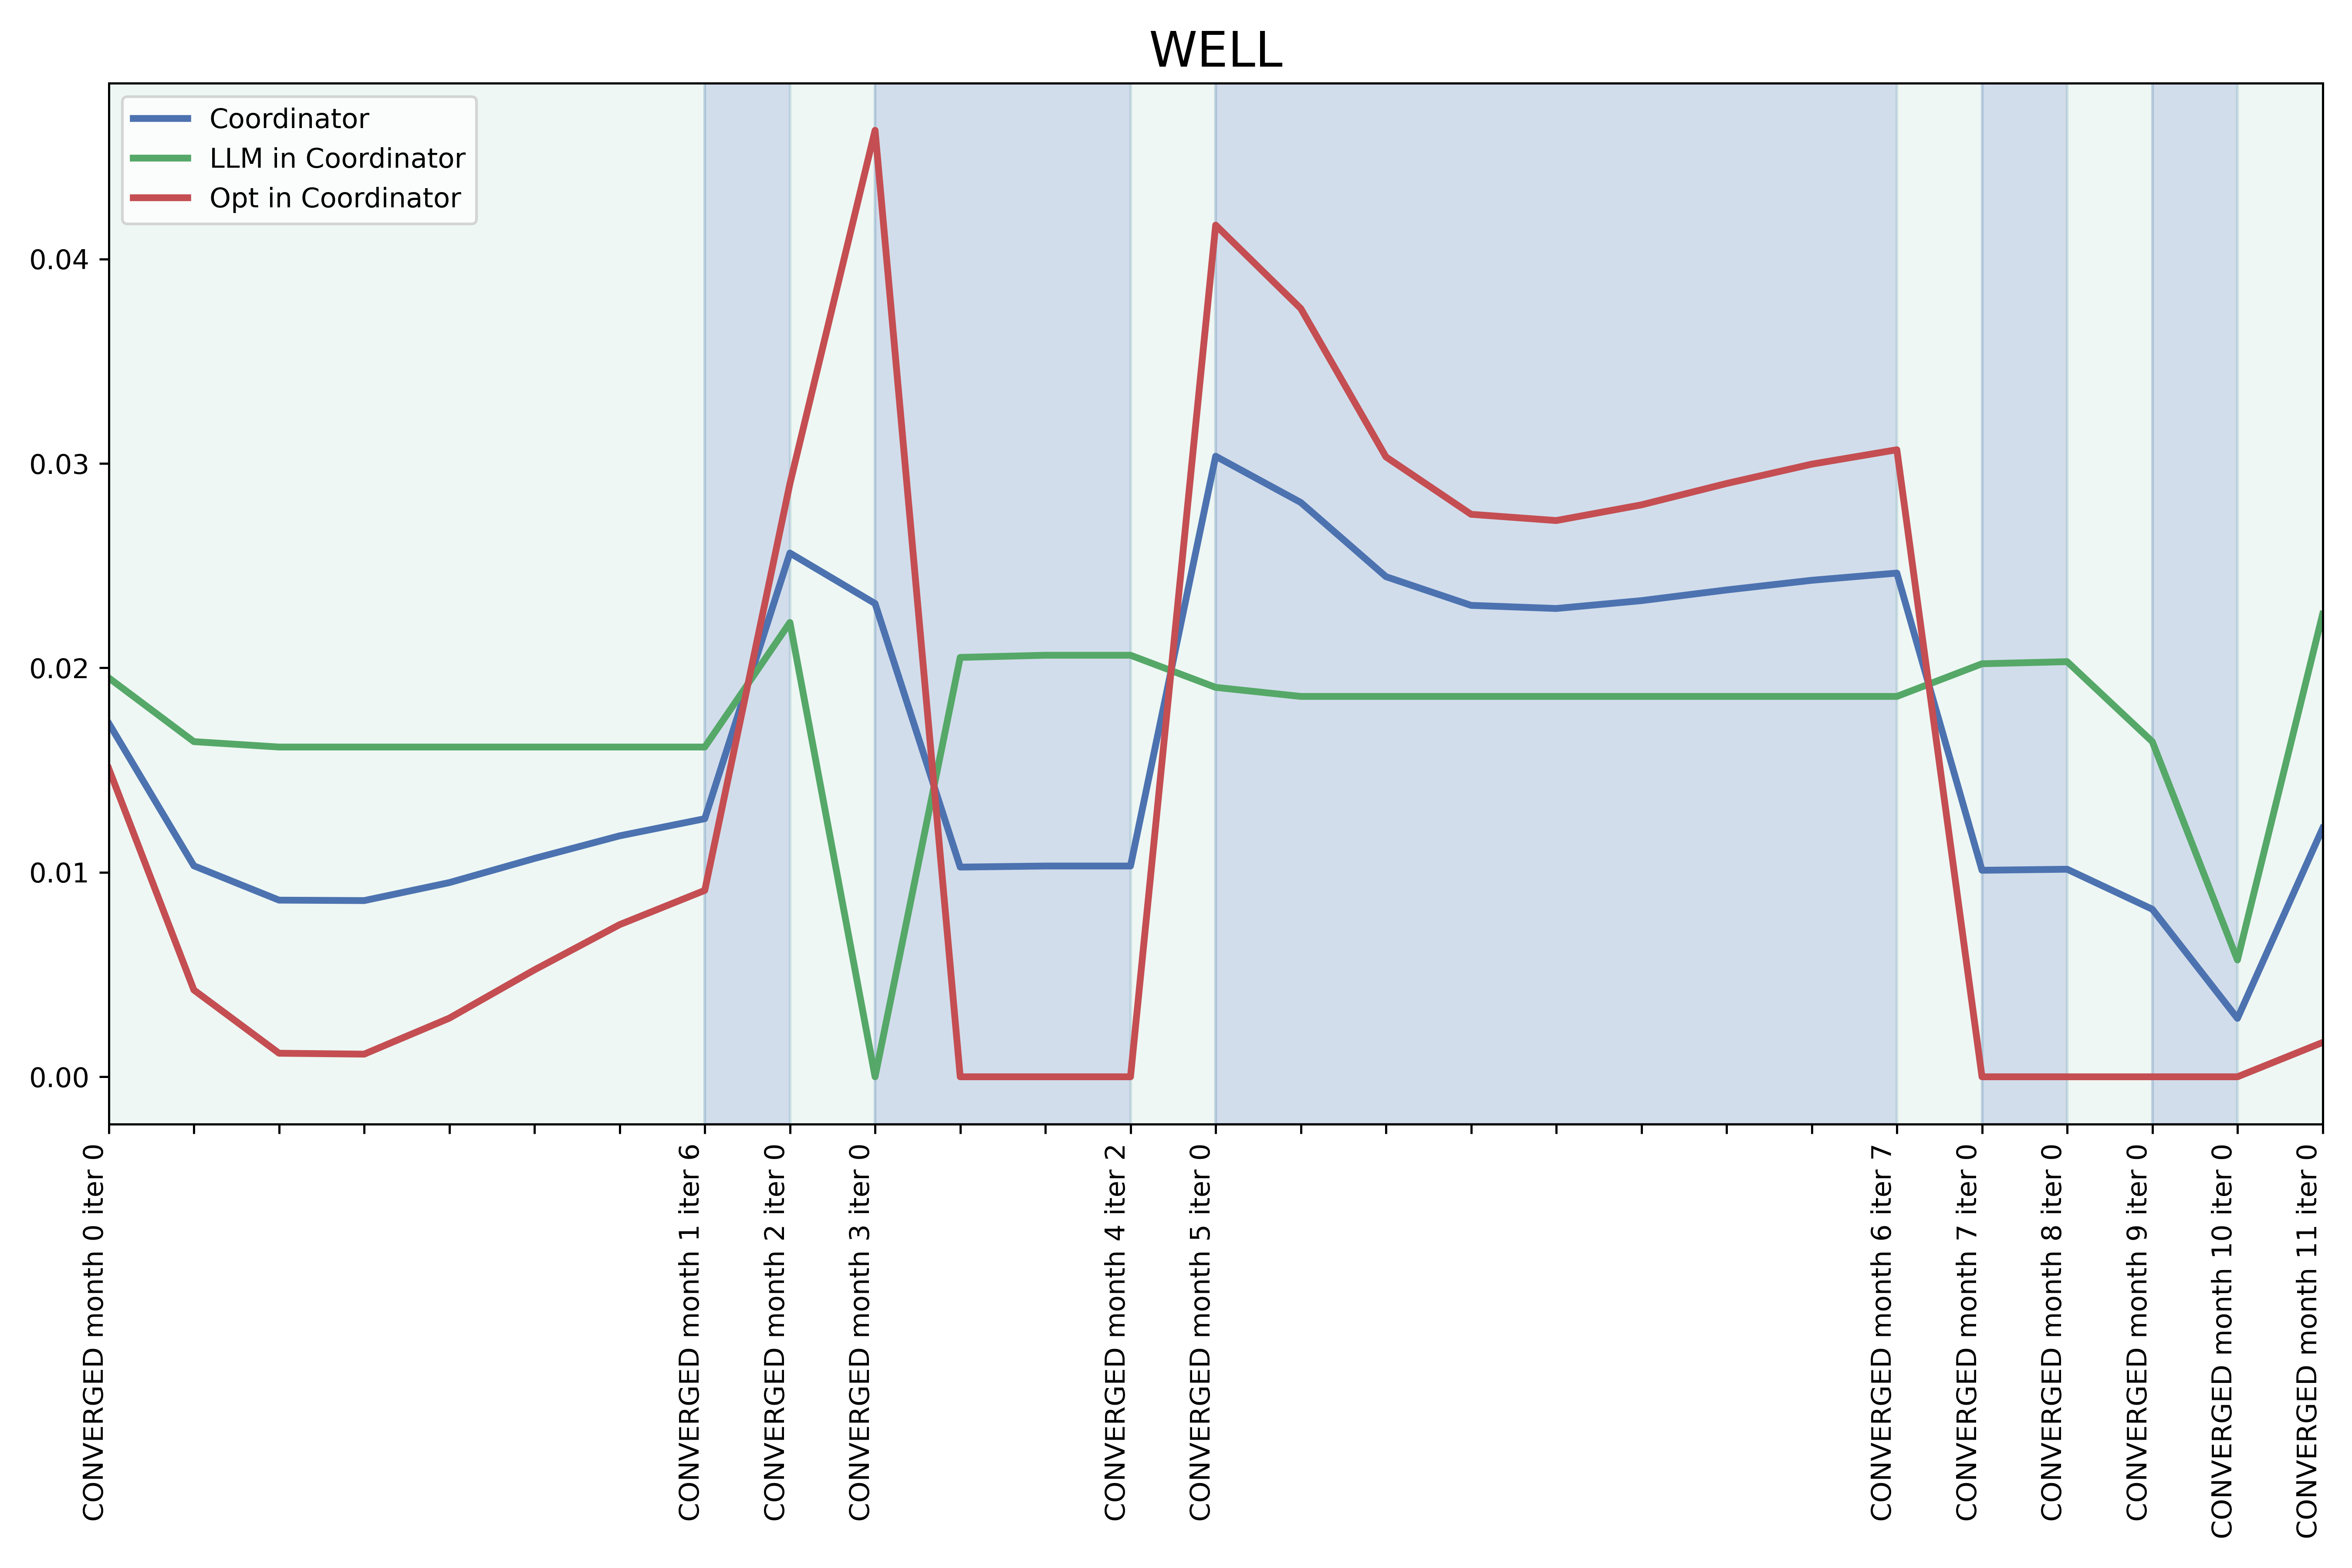 WELL
Coordinator
LLM in Coordinator
Opt in Coordinator
0.04
0.03
0.02
0.01
0.00
CONVERGED month 0 iter 0
CONVERGED month 1 iter 6
CONVERGED month 2 iter 0
CONVERGED month 3 iter 0
CONVERGED month 4 iter 2
CONVERGED month 5 iter 0
CONVERGED month 6 iter 7
CONVERGED month 7 iter 0
CONVERGED month 8 iter 0
CONVERGED month 9 iter 0
CONVERGED month 10 iter 0
CONVERGED month 11 iter 0